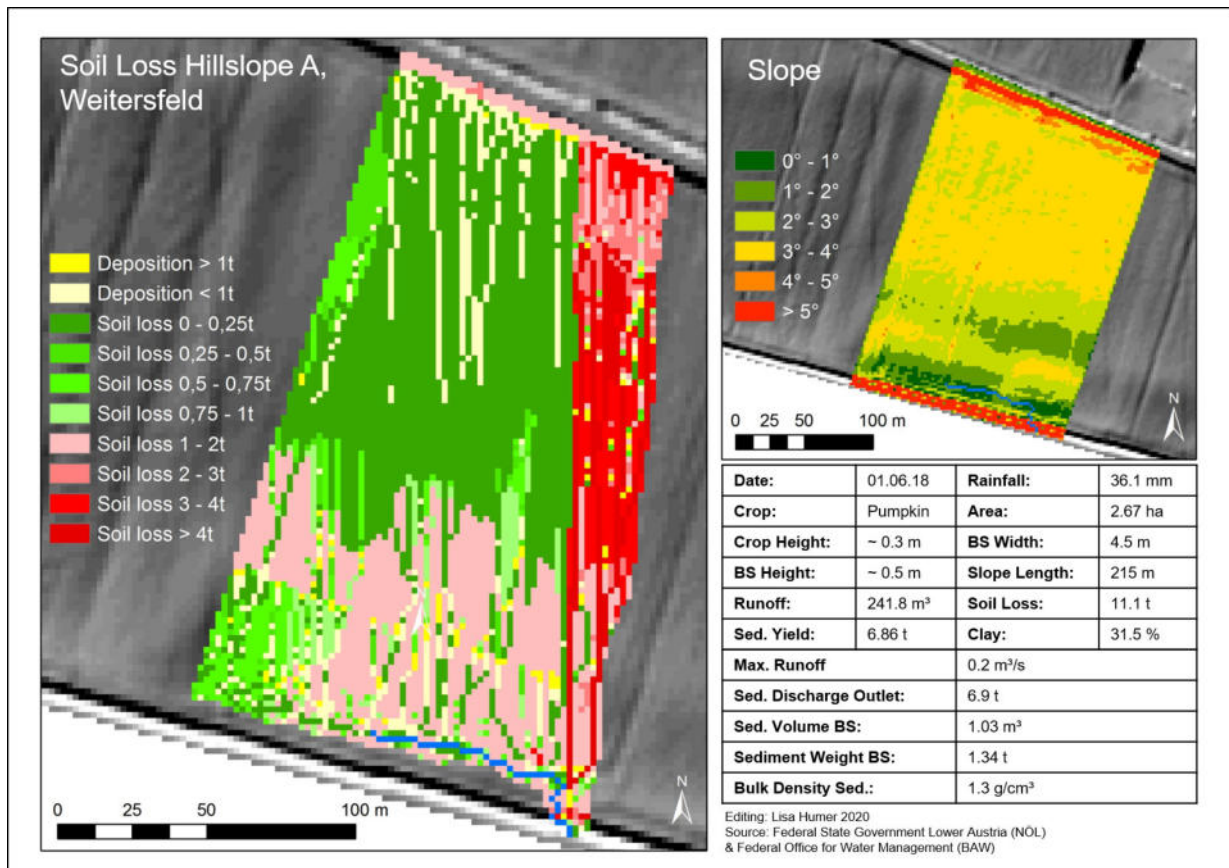 Soil Loss Hillslope A,
Weitersfeld
Deposition > 1t
Deposition < 1t
Soil loss 0 - 0,25t
Soil loss 0,25 - 0,5t
Soil loss 0,5 - 0,75t
Soil loss 0,75 - 1t
Soil loss 1 - 2t
Soil loss 2 - 3t
Soil loss 3 - 4t
Soil loss > 4t
N
N
0 25 50 100 m
Slope
0° - 1°
1° - 2°
2° - 3°
3° - 4°
4° - 5°
> 5°
0 25 50 100 m
N
Date: 01.06.18 Rainfall: 36.1 mm
Crop: Pumpkin Area: 2.67 ha
Crop Height: ~ 0.3 m BS Width: 4.5 m
BS Height: ~ 0.5 m Slope Length: 215 m
Runoff: 241.8 m³ Soil Loss: 11.1 t
Sed. Yield: 6.86 t Clay: 31.5 %
Max. Runoff 0.2 m³/s
Sed. Discharge Outlet: 6.9 t
Sed. Volume BS: 1.03 m³
Sediment Weight BS: 1.34 t
Bulk Density Sed.: 1.3 g/cm³
Editing: Lisa Humer 2020
Source: Federal State Government Lower Austria (NÖL)
& Federal Office for Water Management (BAW)